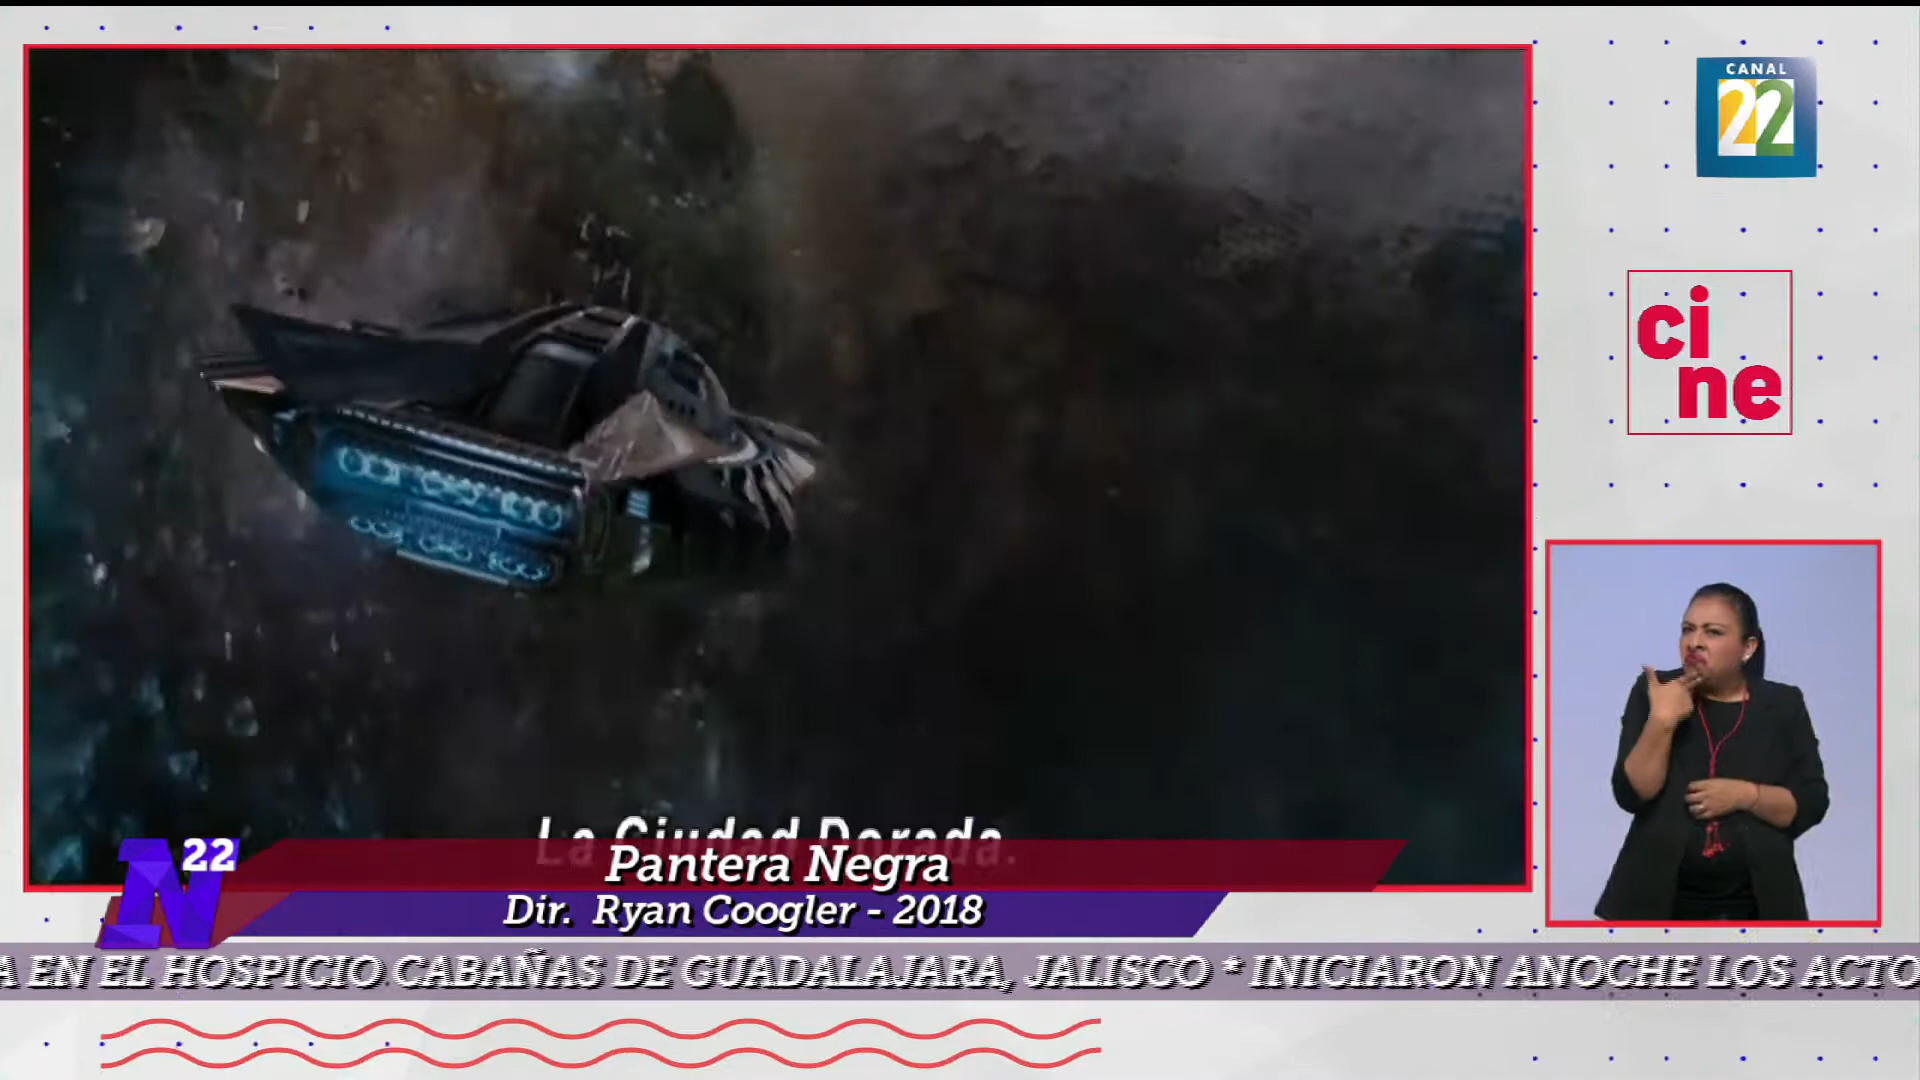 CANAL
22
ci
ne
La Ciudad Dorada.
22
Pantera Negra
N
Dir. Ryan Coogler - 2018
A EN EL HOSPICIO CABAÑAS DE GUADALAJARA, JALISCO * INICIARON ANOCHE LOS ACTO